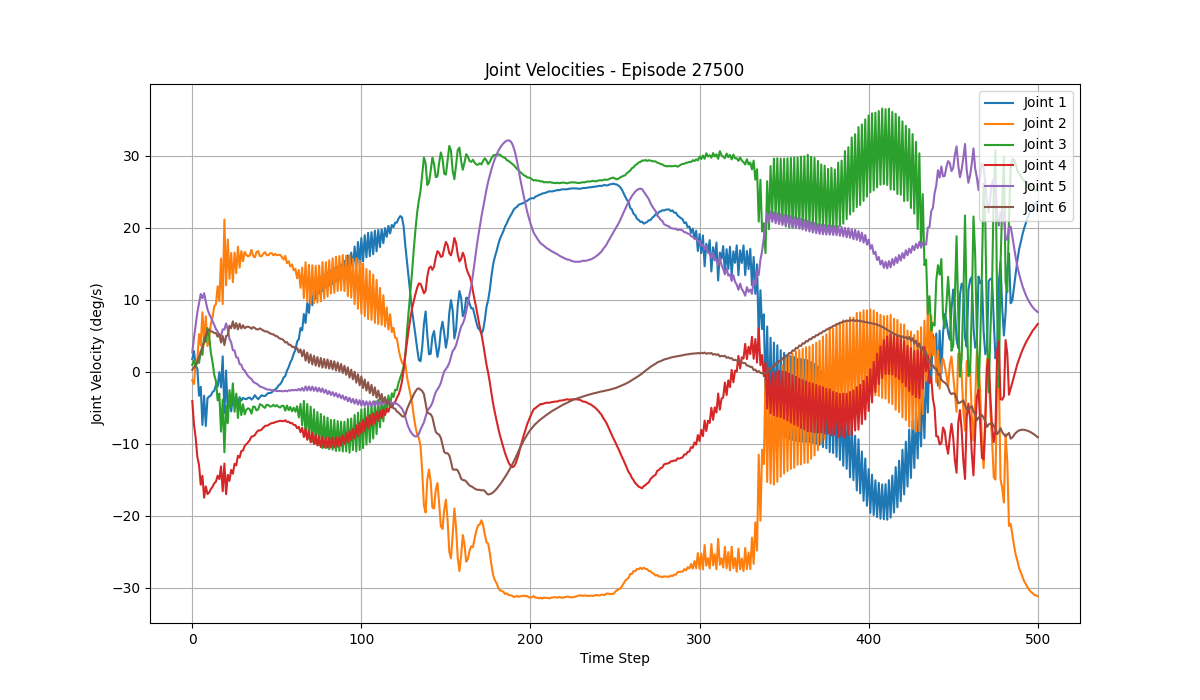 Joint Velocities - Episode 27500
Joint Velocity (deg/s)
30
20
10
0
−10
−20
−30
Joint 1
Joint 2
Joint 3
Joint 4
Joint 5
Joint 6
0 100 200 300 400 500
Time Step